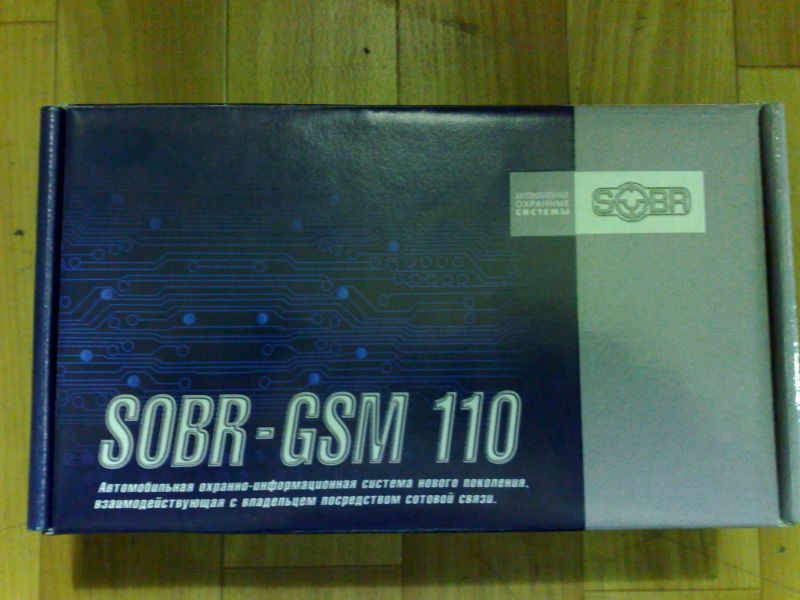 АВТОМОБИЛЬНЫЕ
ОХРАННЫЕ
СИСТЕМЫ
SOBR
SOBR-GSM 110
Автомобильная охранно-информационная система нового поколения,
взаимодействующая с владельцем посредством сотовой связи.